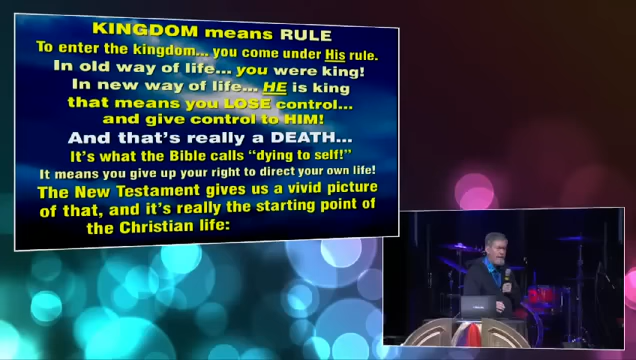 KINGDOM means RULE
To enter the kingdom... you come under His rule.
In old way of life... you were king!
In new way of life... HE is king
that means you LOSE control...
and give control to HIM!
And that's really a DEATH...
It's what the Bible calls "dying to self!"
It means you give up your right to direct your own life!
The New Testament gives us a vivid picture
of that, and it's really the starting point of
the Christian life: